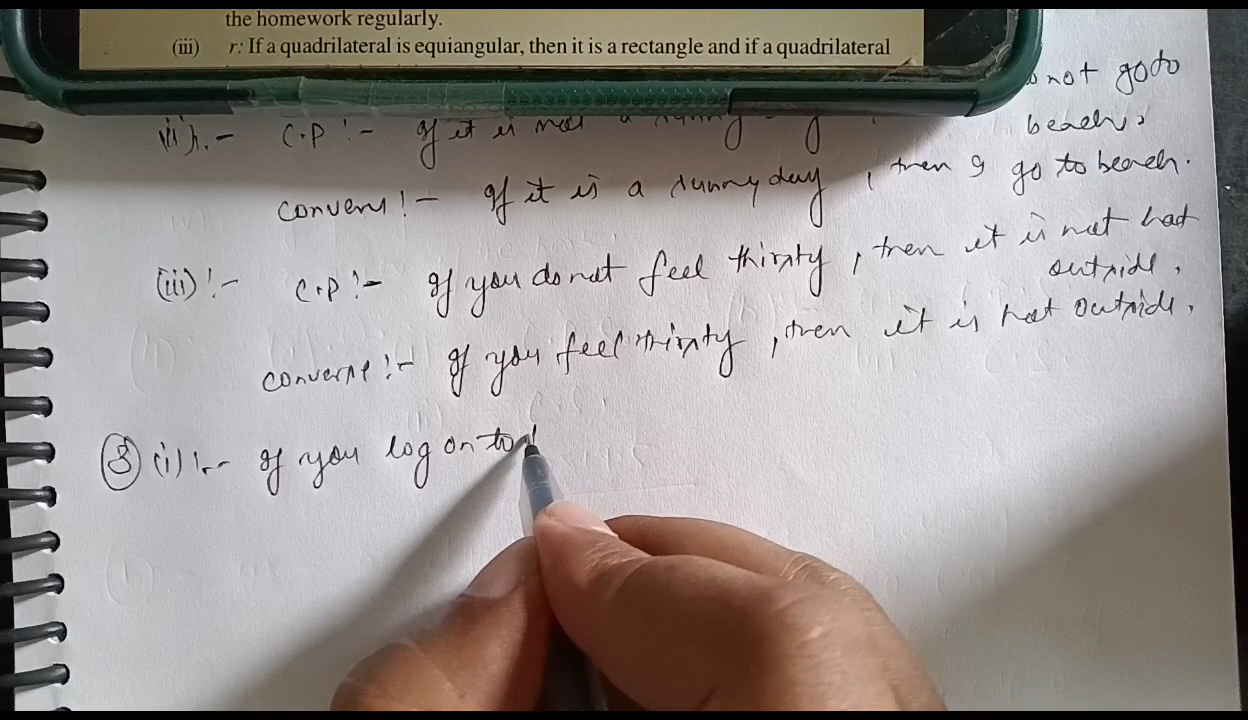 the homework regularly.
(iii) r: If a quadrilateral is equiangular, then it is a rectangle and if a quadrilateral
not go to
(ii) :- C.P :- If it is not a sunny
beach.
converse :- If it is a sunny day, then I go to beach.
(iii) :- C.P :- If you do not feel thirsty, then it is not hot
outside.
converse :- If you feel thirsty, then it is hot outside.
③ (i) :- If you log on to